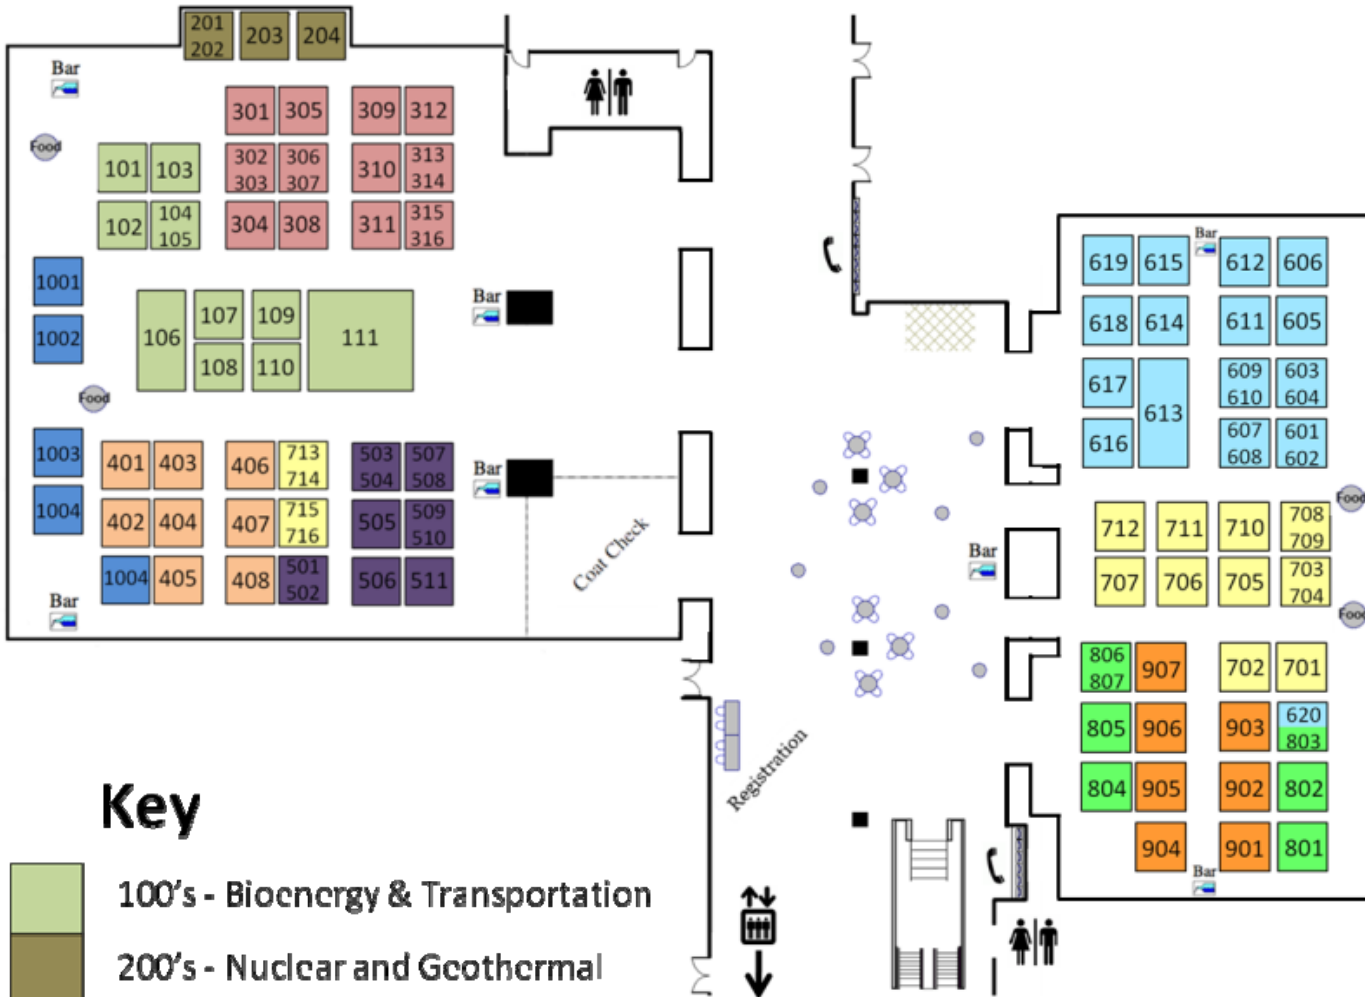 201 203 204
202
Bar
301 305 309 312
Food
101 103 302 306 310 313
303 307 314
102 104 304 308 311 315
105 316
1001
1002
106 107 109 111
108 110
Bar
Food
1003
1004
401 403 406 713 503 507
714 504 508
402 404 407 715 505 509
716 510
1004 405 408 501 506 511
502
Bar
Bar
Coat Check
Registration
Bar
Bar
619 615 612 606
618 614 611 605
617 613 609 603
610 604
616 607 601
608 602
Food
712 711 710 708
709
707 706 705 703
704
Food
806 907 702 701
807
805 906 903 620
803
804 905 902 802
904 901 801
Bar
Key
100's - Bioenergy & Transportation
200's - Nuclear and Geothermal